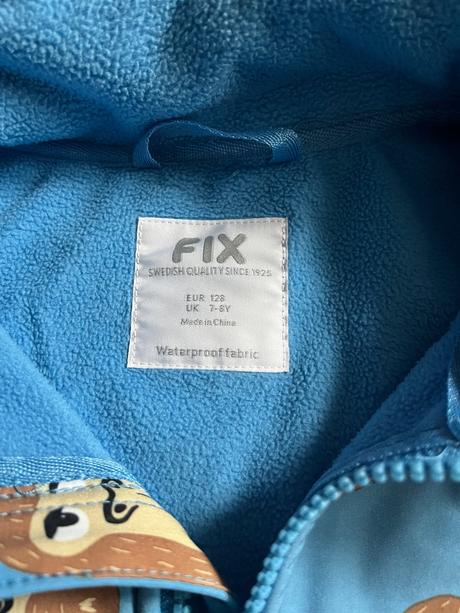 FIX
SWEDISH QUALITY SINCE 1925
EUR 128
UK 7-8Y
Made in China
Waterproof fabric